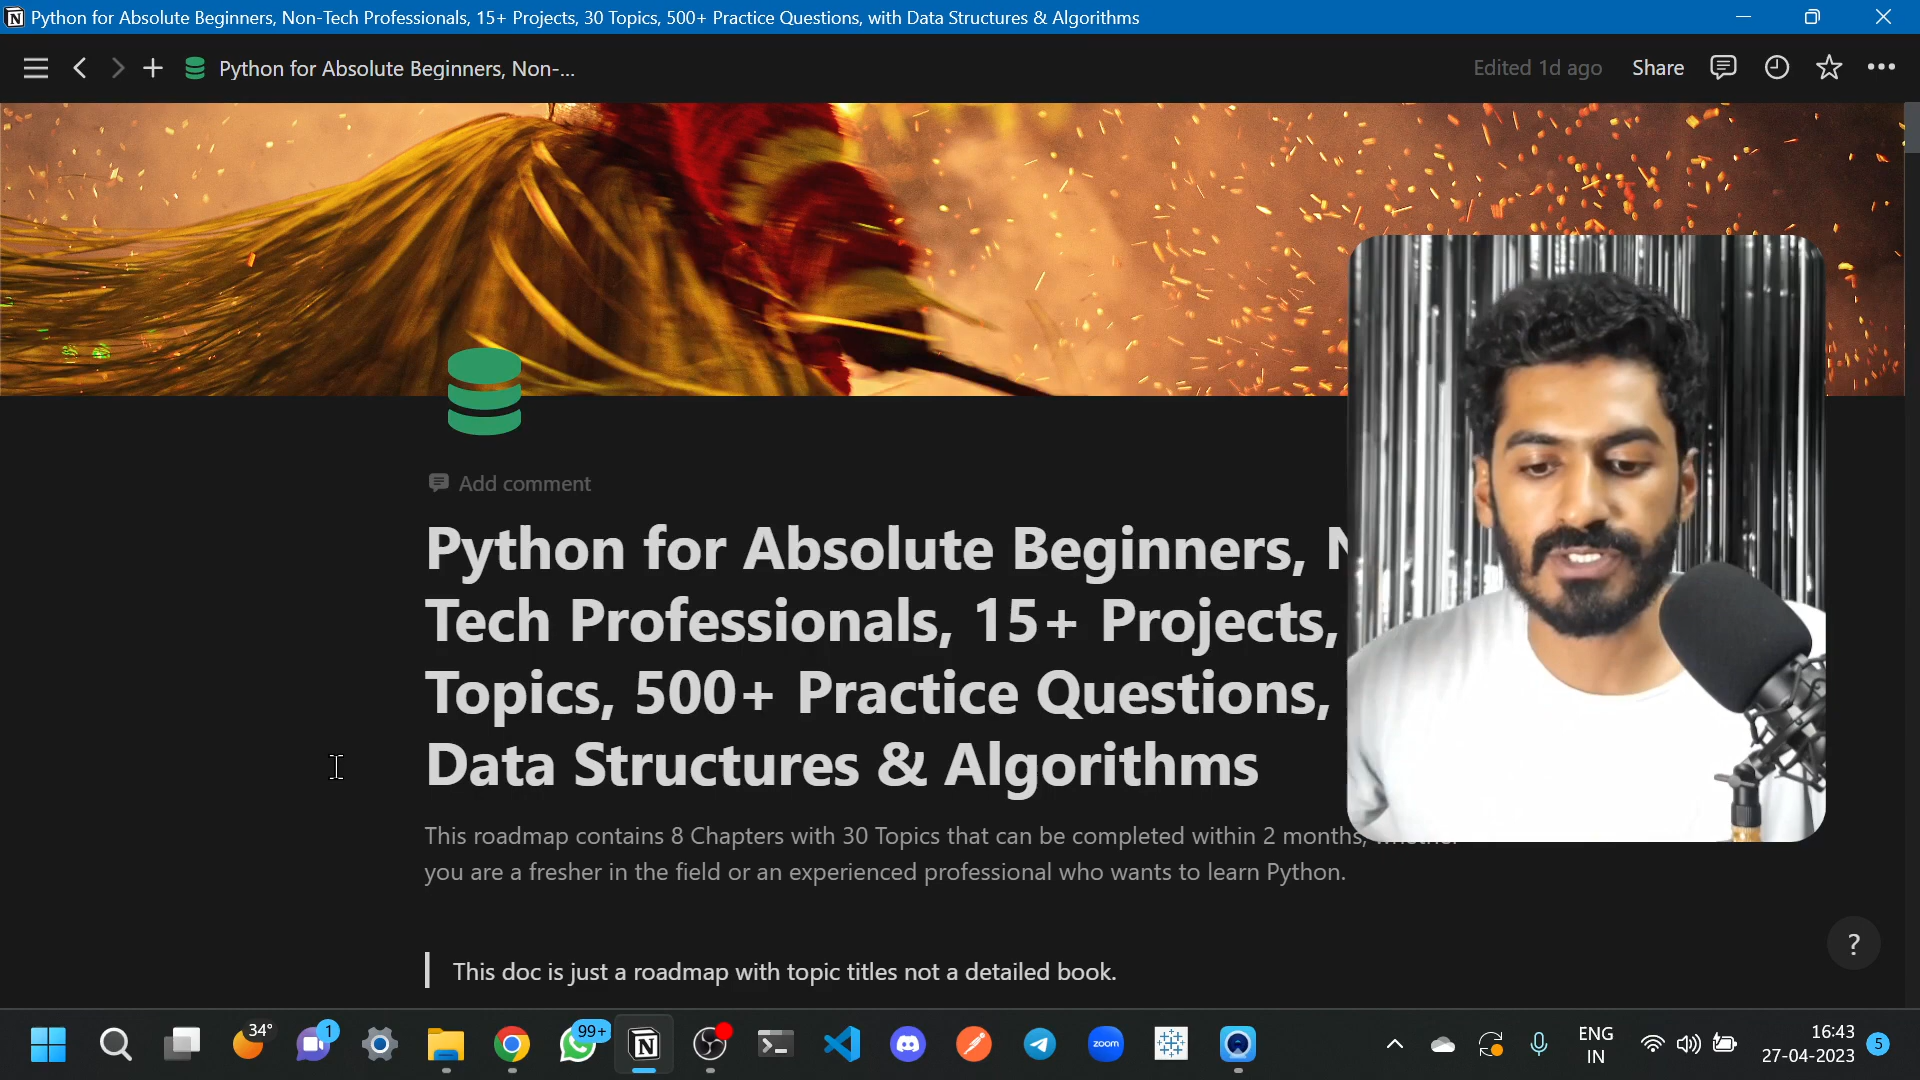 Python for Absolute Beginners, Non-Tech Professionals, 15+ Projects, 30 Topics, 500+ Practice Questions, with Data Structures & Algorithms
Python for Absolute Beginners, Non-...
Edited 1d ago
Share
Add comment
Python for Absolute Beginners, N
Tech Professionals, 15+ Projects,
Topics, 500+ Practice Questions,
Data Structures & Algorithms
This roadmap contains 8 Chapters with 30 Topics that can be completed within 2 months,
you are a fresher in the field or an experienced professional who wants to learn Python.
This doc is just a roadmap with topic titles not a detailed book.
?
34°
1
99+
zoom
ENG
IN
16:43
27-04-2023
5